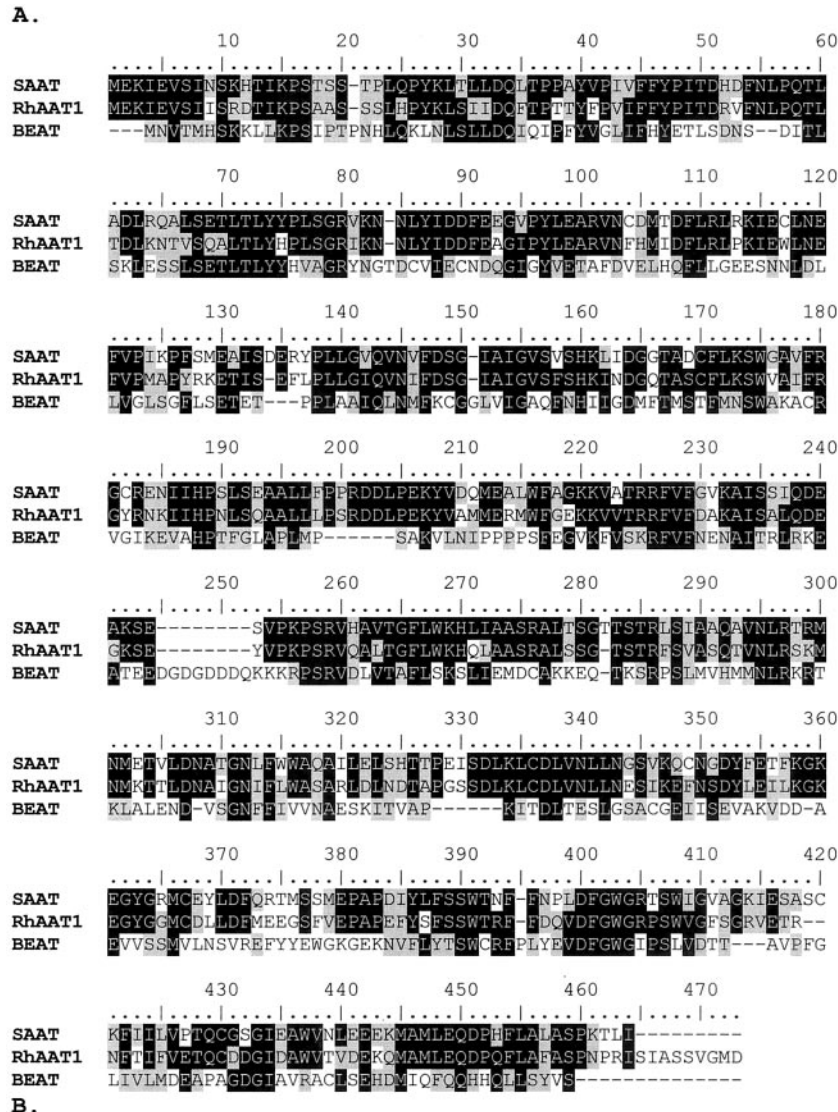 A.
10 20 30 40 50 60
SAAT MEKIEVSINSKHTIKPSTSS-TPLQPYKLTLLDQLTPPAYVPIVFFYPITDHDFNLPQTL
RhAAT1 MEKIEVSIISRDTIKPSAAS-SSLHPYKLSIIDQFTPTTYFPVIFFYPITDRVFNLPQTL
BEAT ---MNVTMHSKKLLKPSIPTPNHLQKLNLSLLDQIQIPFYVGLIFHYETLSDNS--DITL
70 80 90 100 110 120
SAAT ADLRQALSETLTLYYPLSGRVKN-NLYIDDFEEGVPYLEARVNCDMTDFLRLRKIECLNE
RhAAT1 TDLKNTVSQALTLYHPLSGRIKN-NLYIDDFEAGIPYLEARVNFHMIDFLRLPKIEWLNE
BEAT SKLESSLSETLTLYYHVAGRYNGTDCVIECNDQGIGYVETAFDVELHQFLLGEESNNLDL
130 140 150 160 170 180
SAAT FVPIKPFSMEAISDERYPLLGVQVNVFDSG-IAIGVSVSHKLIDGGTADCFLKSWGAVFR
RhAAT1 FVPMAPYRKETIS-EFLPLLGIQVNIFDSG-IAIGVSFSHKINDGQTASCFLKSWVAIFR
BEAT LVGLSGFLSETET---PPLAAIQLNMFKCGGLVIGAQFNHIIGDMFTMSTFMNSWAKACR
190 200 210 220 230 240
SAAT GCRENIIHPSLSEAALLFPPRDDLPEKYVDQMEALWFAGKKVATRRFVFGVKAISSIQDE
RhAAT1 GYRNKIIHPNLSQAALLLPSRDDLPEKYVAMMERMWFGEKKVVTRRFVFDAKAISALQDE
BEAT VGIKEVAHPTFGLAPLMP------SAKVLNIPPPPSFEGVKFVSKRFVFNENAITRLRKE
250 260 270 280 290 300
SAAT AKSE--------SVPKPSRVHAVTGFLWKHLIAASRALTSGTTSTRLSIAAQAVNLRTRM
RhAAT1 GKSE--------YVPKPSRVQALTGFLWKHQLAASRALSSG-TSTRFSVASQTVNLRSKM
BEAT ATEEDGDGDDDQKKKRPSRVDLVTAFLSKSLIEMDCAKKEQ-TKSRPSLMVHMMNLRKRT
310 320 330 340 350 360
SAAT NMETVLDNATGNLFWWAQAILELSHTTPEISDLKLCDLVNLLNGSVKQCNGDYFETFKGK
RhAAT1 NMKTTLDNAIGNIFLWASARLDLNDTAPGSSDLKLCDLVNLLNESIKEFNSDYLEILKGK
BEAT KLALEND-VSGNFFIVVNAESKITVAP------KITDLTESLGSACGEIISEVAKVDD-A
370 380 390 400 410 420
SAAT EGYGRMCEYLDFQRTMSSMEPAPDIYLFSSWTNF-FNPLDFGWGRTSWIGVAGKIESASC
RhAAT1 EGYGGMCDLLDFMEEGSFVEPAPEFYSFSSWTRF-FDQVDFGWGRPSWVGFSGRVETR--
BEAT EVVSSMVLNSVREFYYEWGKGEKNVFLYTSWCRFPLYEVDFGWGIPSLVDTT---AVPFG
430 440 450 460 470
SAAT KFIILVPTQCGSGIEAWVNLEEEKMAMLEQDPHFLALASPKTLI---------
RhAAT1 NFTIFVETQCDDGIDAWVTVDEKQMAMLEQDPQFLAFASPNPRISIASSVGMD
BEAT LIVLMDEAPAGDGIAVRACLSEHDMIQFQQHHQLLSYVS--------------
B.